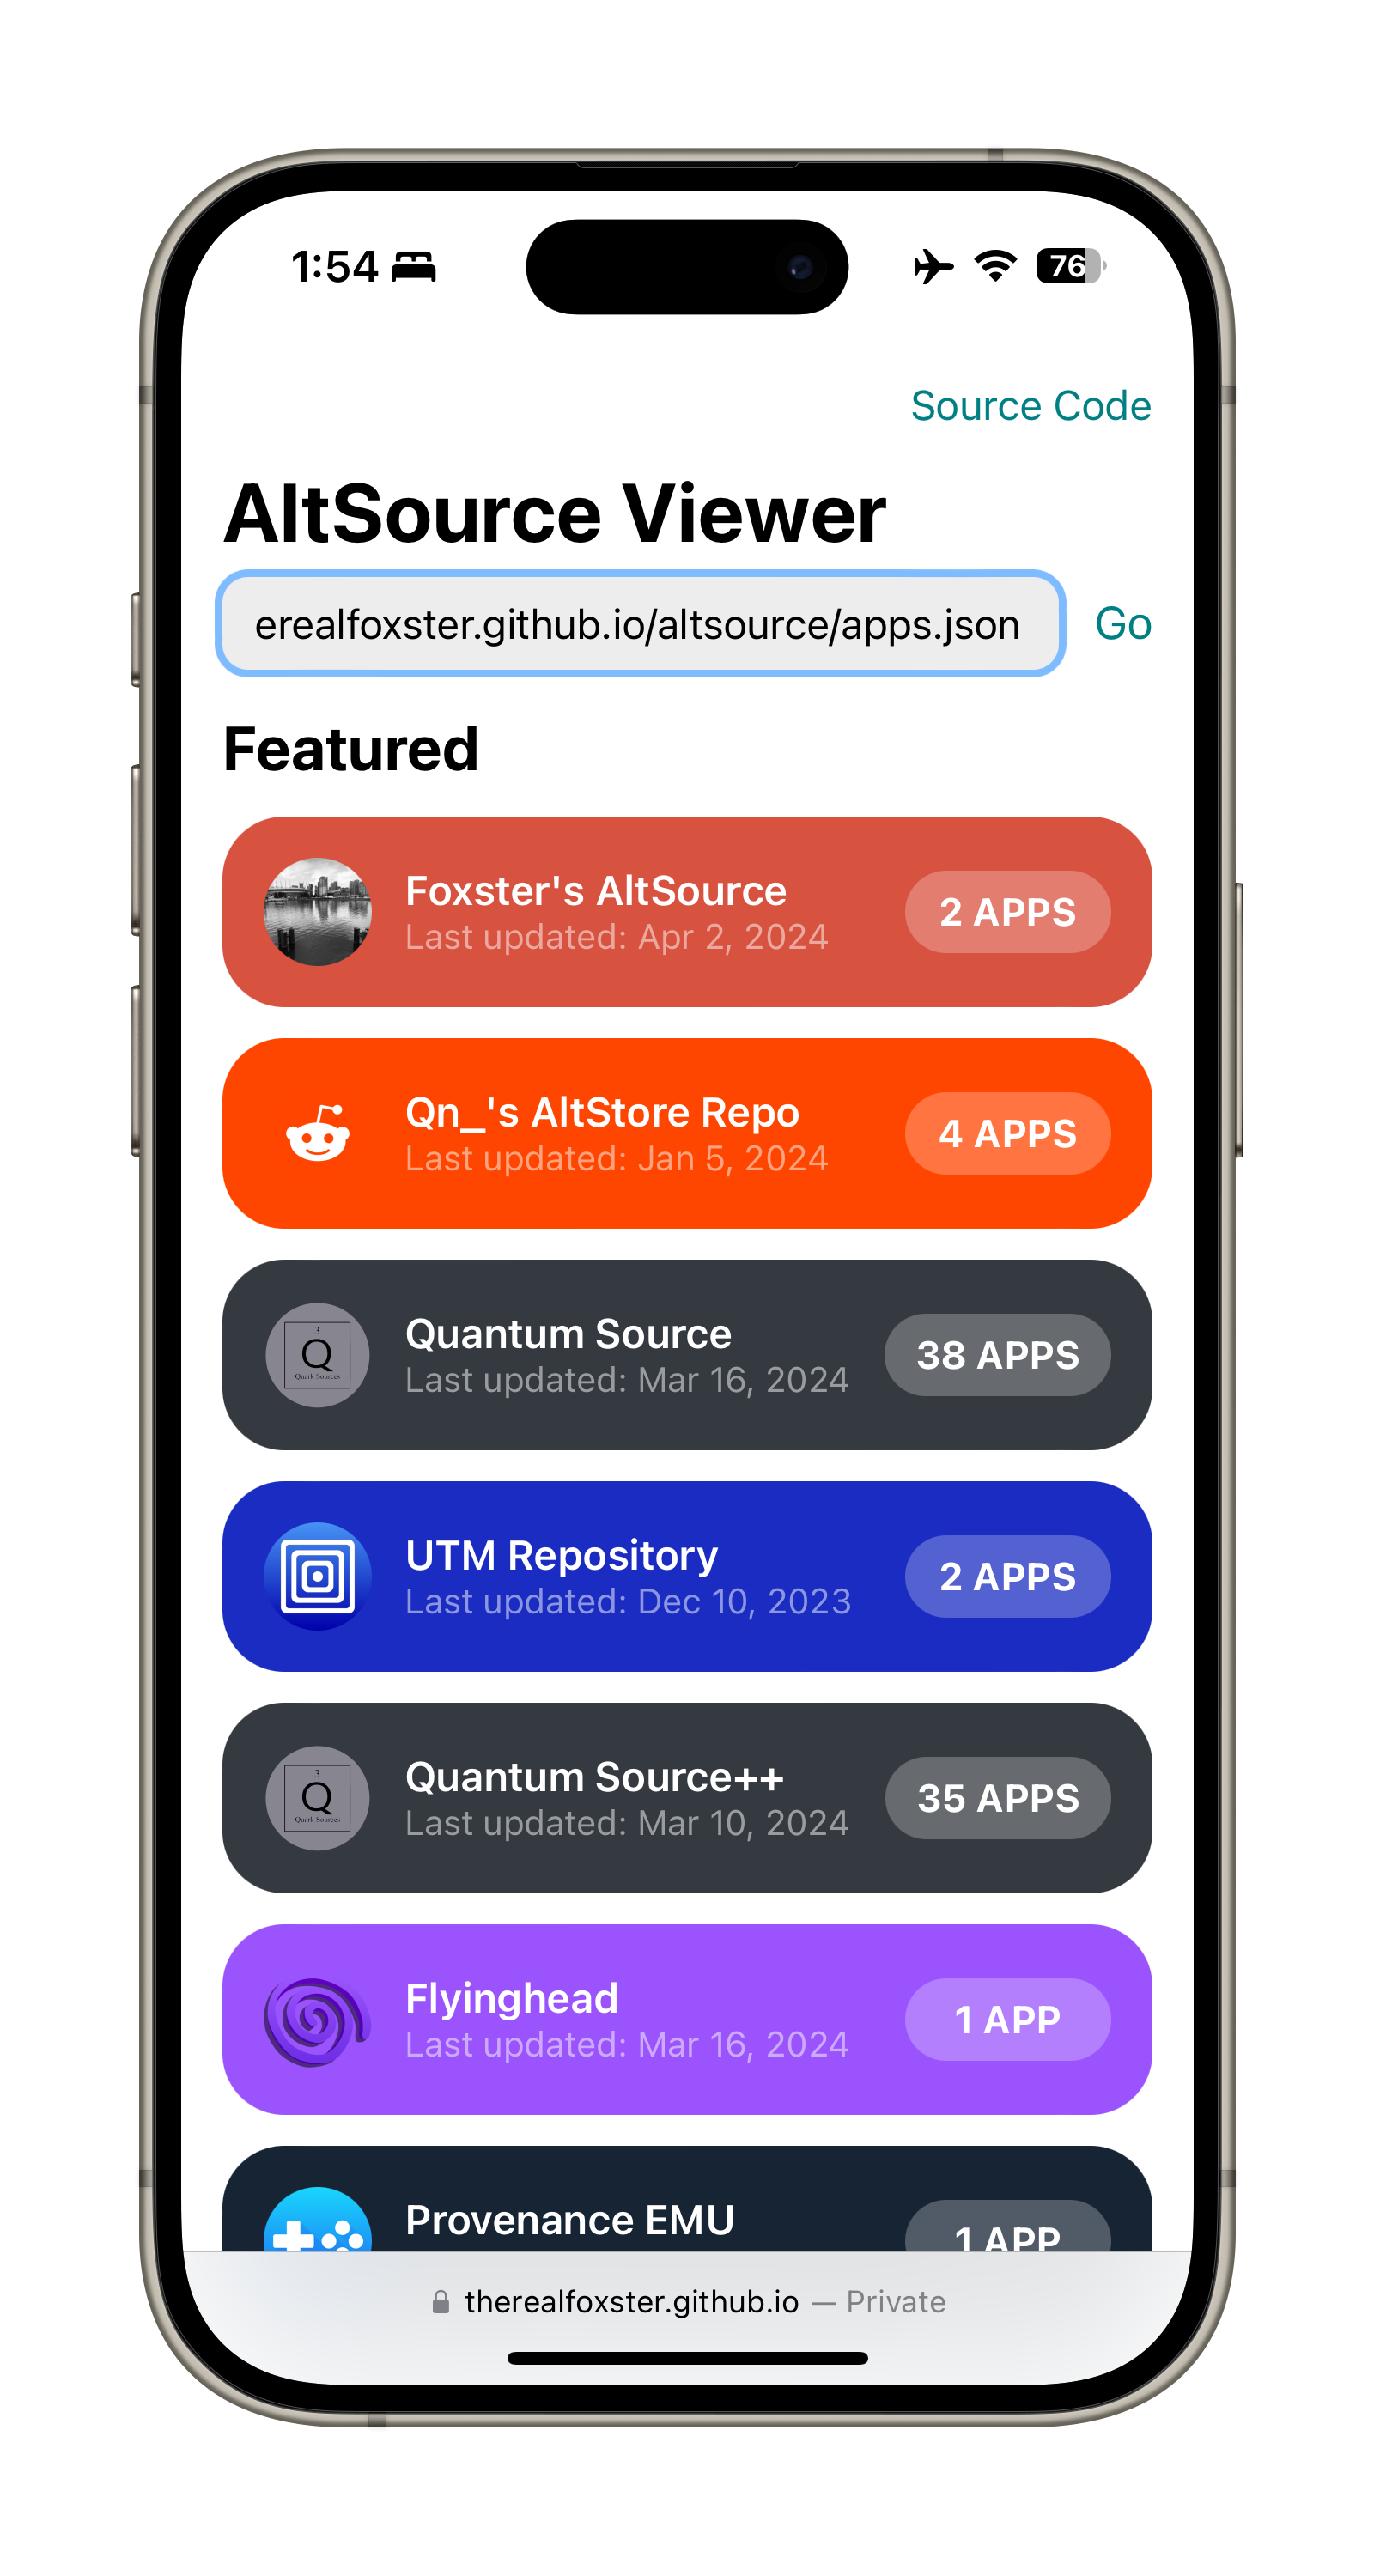 1:54
76
Source Code
AltSource Viewer
erealfoxster.github.io/altsource/apps.json
Go
Featured
Foxster's AltSource
Last updated: Apr 2, 2024
2 APPS
Qn_'s AltStore Repo
Last updated: Jan 5, 2024
4 APPS
3
Q
Quark Sources
Quantum Source
Last updated: Mar 16, 2024
38 APPS
UTM Repository
Last updated: Dec 10, 2023
2 APPS
3
Q
Quark Sources
Quantum Source++
Last updated: Mar 10, 2024
35 APPS
Flyinghead
Last updated: Mar 16, 2024
1 APP
Provenance EMU
1 APP
therealfoxster.github.io — Private